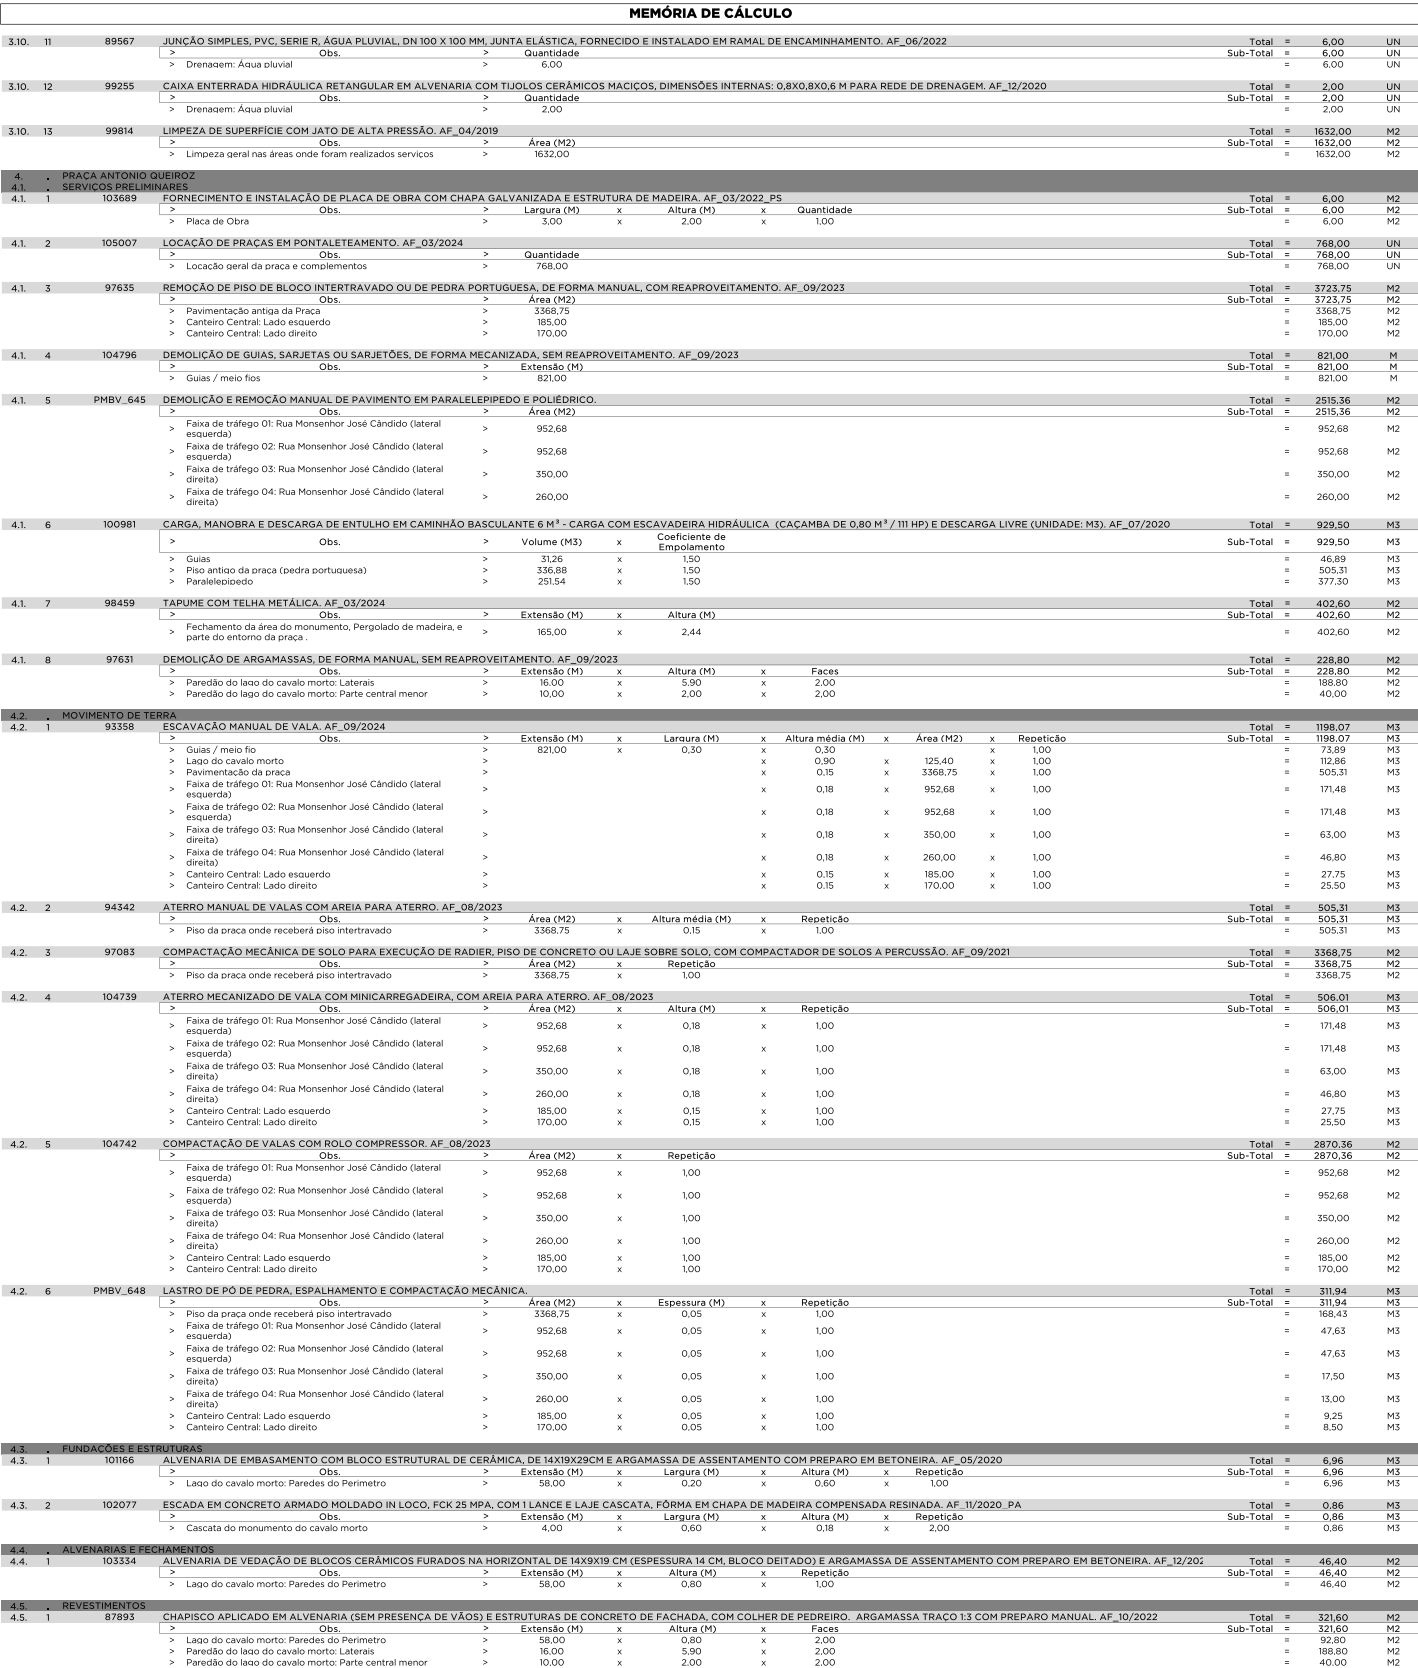 MEMÓRIA DE CÁLCULO
3.10. 11 89567 JUNÇÃO SIMPLES, PVC, SERIE R, ÁGUA PLUVIAL, DN 100 X 100 MM, JUNTA ELÁSTICA, FORNECIDO E INSTALADO EM RAMAL DE ENCAMINHAMENTO. AF_06/2022 Total = 6,00 UN
> Obs. > Quantidade Sub-Total = 6,00 UN
> Drenagem: Água pluvial > 6,00 = 6,00 UN
3.10. 12 99255 CAIXA ENTERRADA HIDRÁULICA RETANGULAR EM ALVENARIA COM TIJOLOS CERÂMICOS MACIÇOS, DIMENSÕES INTERNAS: 0,8X0,8X0,6 M PARA REDE DE DRENAGEM. AF_12/2020 Total = 2,00 UN
> Obs. > Quantidade Sub-Total = 2,00 UN
> Drenagem: Água pluvial > 2,00 = 2,00 UN
3.10. 13 99814 LIMPEZA DE SUPERFÍCIE COM JATO DE ALTA PRESSÃO. AF_04/2019 Total = 1632,00 M2
> Obs. > Área (M2) Sub-Total = 1632,00 M2
> Limpeza geral nas áreas onde foram realizados serviços > 1632,00 = 1632,00 M2
4. . PRAÇA ANTONIO QUEIROZ
4.1. . SERVIÇOS PRELIMINARES
4.1. 1 103689 FORNECIMENTO E INSTALAÇÃO DE PLACA DE OBRA COM CHAPA GALVANIZADA E ESTRUTURA DE MADEIRA. AF_03/2022_PS Total = 6,00 M2
> Obs. > Largura (M) x Altura (M) x Quantidade Sub-Total = 6,00 M2
> Placa de Obra > 3,00 x 2,00 x 1,00 = 6,00 M2
4.1. 2 105007 LOCAÇÃO DE PRAÇAS EM PONTALETEAMENTO. AF_03/2024 Total = 768,00 UN
> Obs. > Quantidade Sub-Total = 768,00 UN
> Locação geral da praça e complementos > 768,00 = 768,00 UN
4.1. 3 97635 REMOÇÃO DE PISO DE BLOCO INTERTRAVADO OU DE PEDRA PORTUGUESA, DE FORMA MANUAL, COM REAPROVEITAMENTO. AF_09/2023 Total = 3723,75 M2
> Obs. > Área (M2) Sub-Total = 3723,75 M2
> Pavimentação antiga da Praça > 3368,75 = 3368,75 M2
> Canteiro Central: Lado esquerdo > 185,00 = 185,00 M2
> Canteiro Central: Lado direito > 170,00 = 170,00 M2
4.1. 4 104796 DEMOLIÇÃO DE GUIAS, SARJETAS OU SARJETÕES, DE FORMA MECANIZADA, SEM REAPROVEITAMENTO. AF_09/2023 Total = 821,00 M
> Obs. > Extensão (M) Sub-Total = 821,00 M
> Guias / meio fios > 821,00 = 821,00 M
4.1. 5 PMBV_645 DEMOLIÇÃO E REMOÇÃO MANUAL DE PAVIMENTO EM PARALELEPIPEDO E POLIÉDRICO. Total = 2515,36 M2
> Obs. > Área (M2) Sub-Total = 2515,36 M2
> Faixa de tráfego 01: Rua Monsenhor José Cândido (lateral
esquerda) > 952,68 = 952,68 M2
> Faixa de tráfego 02: Rua Monsenhor José Cândido (lateral
esquerda) > 952,68 = 952,68 M2
> Faixa de tráfego 03: Rua Monsenhor José Cândido (lateral
direita) > 350,00 = 350,00 M2
> Faixa de tráfego 04: Rua Monsenhor José Cândido (lateral
direita) > 260,00 = 260,00 M2
4.1. 6 100981 CARGA, MANOBRA E DESCARGA DE ENTULHO EM CAMINHÃO BASCULANTE 6 M³ - CARGA COM ESCAVADEIRA HIDRÁULICA (CAÇAMBA DE 0,80 M³ / 111 HP) E DESCARGA LIVRE (UNIDADE: M3). AF_07/2020 Total = 929,50 M3
> Obs. > Volume (M3) x Coeficiente de
Empolamento Sub-Total = 929,50 M3
> Guias > 31,26 x 1,50 = 46,89 M3
> Piso antigo da praça (pedra portuguesa) > 336,88 x 1,50 = 505,31 M3
> Paralelepipedo > 251,54 x 1,50 = 377,30 M3
4.1. 7 98459 TAPUME COM TELHA METÁLICA. AF_03/2024 Total = 402,60 M2
> Obs. > Extensão (M) x Altura (M) Sub-Total = 402,60 M2
> Fechamento da área do monumento, Pergolado de madeira, e
parte do entorno da praça . > 165,00 x 2,44 = 402,60 M2
4.1. 8 97631 DEMOLIÇÃO DE ARGAMASSAS, DE FORMA MANUAL, SEM REAPROVEITAMENTO. AF_09/2023 Total = 228,80 M2
> Obs. > Extensão (M) x Altura (M) x Faces Sub-Total = 228,80 M2
> Paredão do lago do cavalo morto: Laterais > 16,00 x 5,90 x 2,00 = 188,80 M2
> Paredão do lago do cavalo morto: Parte central menor > 10,00 x 2,00 x 2,00 = 40,00 M2
4.2. . MOVIMENTO DE TERRA
4.2. 1 93358 ESCAVAÇÃO MANUAL DE VALA. AF_09/2024 Total = 1198,07 M3
> Obs. > Extensão (M) x Largura (M) x Altura média (M) x Área (M2) x Repetição Sub-Total = 1198,07 M3
> Guias / meio fio > 821,00 x 0,30 x 0,30 x 1,00 = 73,89 M3
> Lago do cavalo morto > x 0,90 x 125,40 x 1,00 = 112,86 M3
> Pavimentação da praça > x 0,15 x 3368,75 x 1,00 = 505,31 M3
> Faixa de tráfego 01: Rua Monsenhor José Cândido (lateral
esquerda) > x 0,18 x 952,68 x 1,00 = 171,48 M3
> Faixa de tráfego 02: Rua Monsenhor José Cândido (lateral
esquerda) > x 0,18 x 952,68 x 1,00 = 171,48 M3
> Faixa de tráfego 03: Rua Monsenhor José Cândido (lateral
direita) > x 0,18 x 350,00 x 1,00 = 63,00 M3
> Faixa de tráfego 04: Rua Monsenhor José Cândido (lateral
direita) > x 0,18 x 260,00 x 1,00 = 46,80 M3
> Canteiro Central: Lado esquerdo > x 0,15 x 185,00 x 1,00 = 27,75 M3
> Canteiro Central: Lado direito > x 0,15 x 170,00 x 1,00 = 25,50 M3
4.2. 2 94342 ATERRO MANUAL DE VALAS COM AREIA PARA ATERRO. AF_08/2023 Total = 505,31 M3
> Obs. > Área (M2) x Altura média (M) x Repetição Sub-Total = 505,31 M3
> Piso da praça onde receberá piso intertravado > 3368,75 x 0,15 x 1,00 = 505,31 M3
4.2. 3 97083 COMPACTAÇÃO MECÂNICA DE SOLO PARA EXECUÇÃO DE RADIER, PISO DE CONCRETO OU LAJE SOBRE SOLO, COM COMPACTADOR DE SOLOS A PERCUSSÃO. AF_09/2021 Total = 3368,75 M2
> Obs. > Área (M2) x Repetição Sub-Total = 3368,75 M2
> Piso da praça onde receberá piso intertravado > 3368,75 x 1,00 = 3368,75 M2
4.2. 4 104739 ATERRO MECANIZADO DE VALA COM MINICARREGADEIRA, COM AREIA PARA ATERRO. AF_08/2023 Total = 506,01 M3
> Obs. > Área (M2) x Altura (M) x Repetição Sub-Total = 506,01 M3
> Faixa de tráfego 01: Rua Monsenhor José Cândido (lateral
esquerda) > 952,68 x 0,18 x 1,00 = 171,48 M3
> Faixa de tráfego 02: Rua Monsenhor José Cândido (lateral
esquerda) > 952,68 x 0,18 x 1,00 = 171,48 M3
> Faixa de tráfego 03: Rua Monsenhor José Cândido (lateral
direita) > 350,00 x 0,18 x 1,00 = 63,00 M3
> Faixa de tráfego 04: Rua Monsenhor José Cândido (lateral
direita) > 260,00 x 0,18 x 1,00 = 46,80 M3
> Canteiro Central: Lado esquerdo > 185,00 x 0,15 x 1,00 = 27,75 M3
> Canteiro Central: Lado direito > 170,00 x 0,15 x 1,00 = 25,50 M3
4.2. 5 104742 COMPACTAÇÃO DE VALAS COM ROLO COMPRESSOR. AF_08/2023 Total = 2870,36 M2
> Obs. > Área (M2) x Repetição Sub-Total = 2870,36 M2
> Faixa de tráfego 01: Rua Monsenhor José Cândido (lateral
esquerda) > 952,68 x 1,00 = 952,68 M2
> Faixa de tráfego 02: Rua Monsenhor José Cândido (lateral
esquerda) > 952,68 x 1,00 = 952,68 M2
> Faixa de tráfego 03: Rua Monsenhor José Cândido (lateral
direita) > 350,00 x 1,00 = 350,00 M2
> Faixa de tráfego 04: Rua Monsenhor José Cândido (lateral
direita) > 260,00 x 1,00 = 260,00 M2
> Canteiro Central: Lado esquerdo > 185,00 x 1,00 = 185,00 M2
> Canteiro Central: Lado direito > 170,00 x 1,00 = 170,00 M2
4.2. 6 PMBV_648 LASTRO DE PÓ DE PEDRA, ESPALHAMENTO E COMPACTAÇÃO MECÂNICA. Total = 311,94 M3
> Obs. > Área (M2) x Espessura (M) x Repetição Sub-Total = 311,94 M3
> Piso da praça onde receberá piso intertravado > 3368,75 x 0,05 x 1,00 = 168,43 M3
> Faixa de tráfego 01: Rua Monsenhor José Cândido (lateral
esquerda) > 952,68 x 0,05 x 1,00 = 47,63 M3
> Faixa de tráfego 02: Rua Monsenhor José Cândido (lateral
esquerda) > 952,68 x 0,05 x 1,00 = 47,63 M3
> Faixa de tráfego 03: Rua Monsenhor José Cândido (lateral
direita) > 350,00 x 0,05 x 1,00 = 17,50 M3
> Faixa de tráfego 04: Rua Monsenhor José Cândido (lateral
direita) > 260,00 x 0,05 x 1,00 = 13,00 M3
> Canteiro Central: Lado esquerdo > 185,00 x 0,05 x 1,00 = 9,25 M3
> Canteiro Central: Lado direito > 170,00 x 0,05 x 1,00 = 8,50 M3
4.3. . FUNDAÇÕES E ESTRUTURAS
4.3. 1 101166 ALVENARIA DE EMBASAMENTO COM BLOCO ESTRUTURAL DE CERÂMICA, DE 14X19X29CM E ARGAMASSA DE ASSENTAMENTO COM PREPARO EM BETONEIRA. AF_05/2020 Total = 6,96 M3
> Obs. > Extensão (M) x Largura (M) x Altura (M) x Repetição Sub-Total = 6,96 M3
> Lago do cavalo morto: Paredes do Perimetro > 58,00 x 0,20 x 0,60 x 1,00 = 6,96 M3
4.3. 2 102077 ESCADA EM CONCRETO ARMADO MOLDADO IN LOCO, FCK 25 MPA, COM 1 LANCE E LAJE CASCATA, FÔRMA EM CHAPA DE MADEIRA COMPENSADA RESINADA. AF_11/2020_PA Total = 0,86 M3
> Obs. > Extensão (M) x Largura (M) x Altura (M) x Repetição Sub-Total = 0,86 M3
> Cascata do monumento do cavalo morto > 4,00 x 0,60 x 0,18 x 2,00 = 0,86 M3
4.4. . ALVENARIAS E FECHAMENTOS
4.4. 1 103334 ALVENARIA DE VEDAÇÃO DE BLOCOS CERÂMICOS FURADOS NA HORIZONTAL DE 14X9X19 CM (ESPESSURA 14 CM, BLOCO DEITADO) E ARGAMASSA DE ASSENTAMENTO COM PREPARO EM BETONEIRA. AF_12/202 Total = 46,40 M2
> Obs. > Extensão (M) x Altura (M) x Repetição Sub-Total = 46,40 M2
> Lago do cavalo morto: Paredes do Perimetro > 58,00 x 0,80 x 1,00 = 46,40 M2
4.5. . REVESTIMENTOS
4.5. 1 87893 CHAPISCO APLICADO EM ALVENARIA (SEM PRESENÇA DE VÃOS) E ESTRUTURAS DE CONCRETO DE FACHADA, COM COLHER DE PEDREIRO. ARGAMASSA TRAÇO 1:3 COM PREPARO MANUAL. AF_10/2022 Total = 321,60 M2
> Obs. > Extensão (M) x Altura (M) x Faces Sub-Total = 321,60 M2
> Lago do cavalo morto: Paredes do Perimetro > 58,00 x 0,80 x 2,00 = 92,80 M2
> Paredão do lago do cavalo morto: Laterais > 16,00 x 5,90 x 2,00 = 188,80 M2
> Paredão do lago do cavalo morto: Parte central menor > 10,00 x 2,00 x 2,00 = 40,00 M2